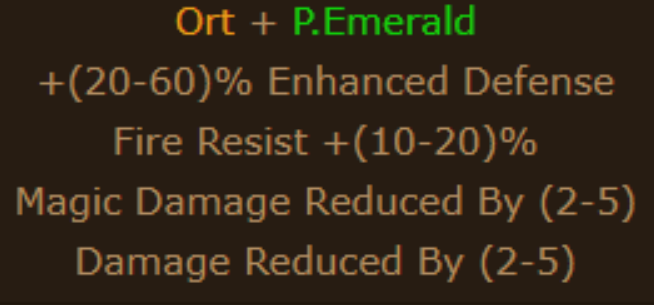 Ort + P.Emerald
+(20-60)% Enhanced Defense
Fire Resist +(10-20)%
Magic Damage Reduced By (2-5)
Damage Reduced By (2-5)